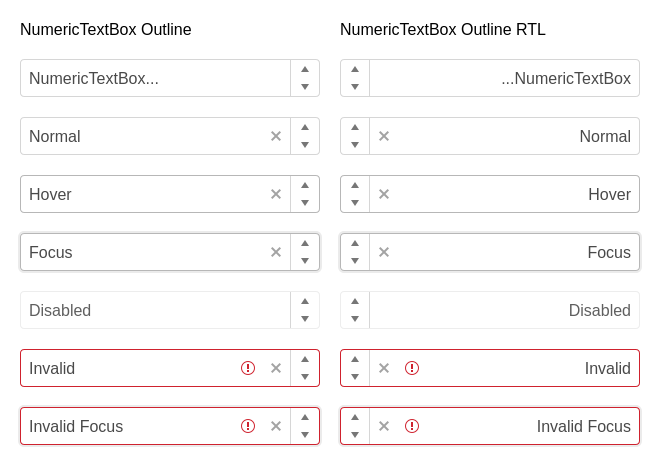 NumericTextBox Outline
NumericTextBox...
Normal
Hover
Focus
Disabled
Invalid
Invalid Focus
NumericTextBox Outline RTL
...NumericTextBox
Normal
Hover
Focus
Disabled
Invalid
Invalid Focus